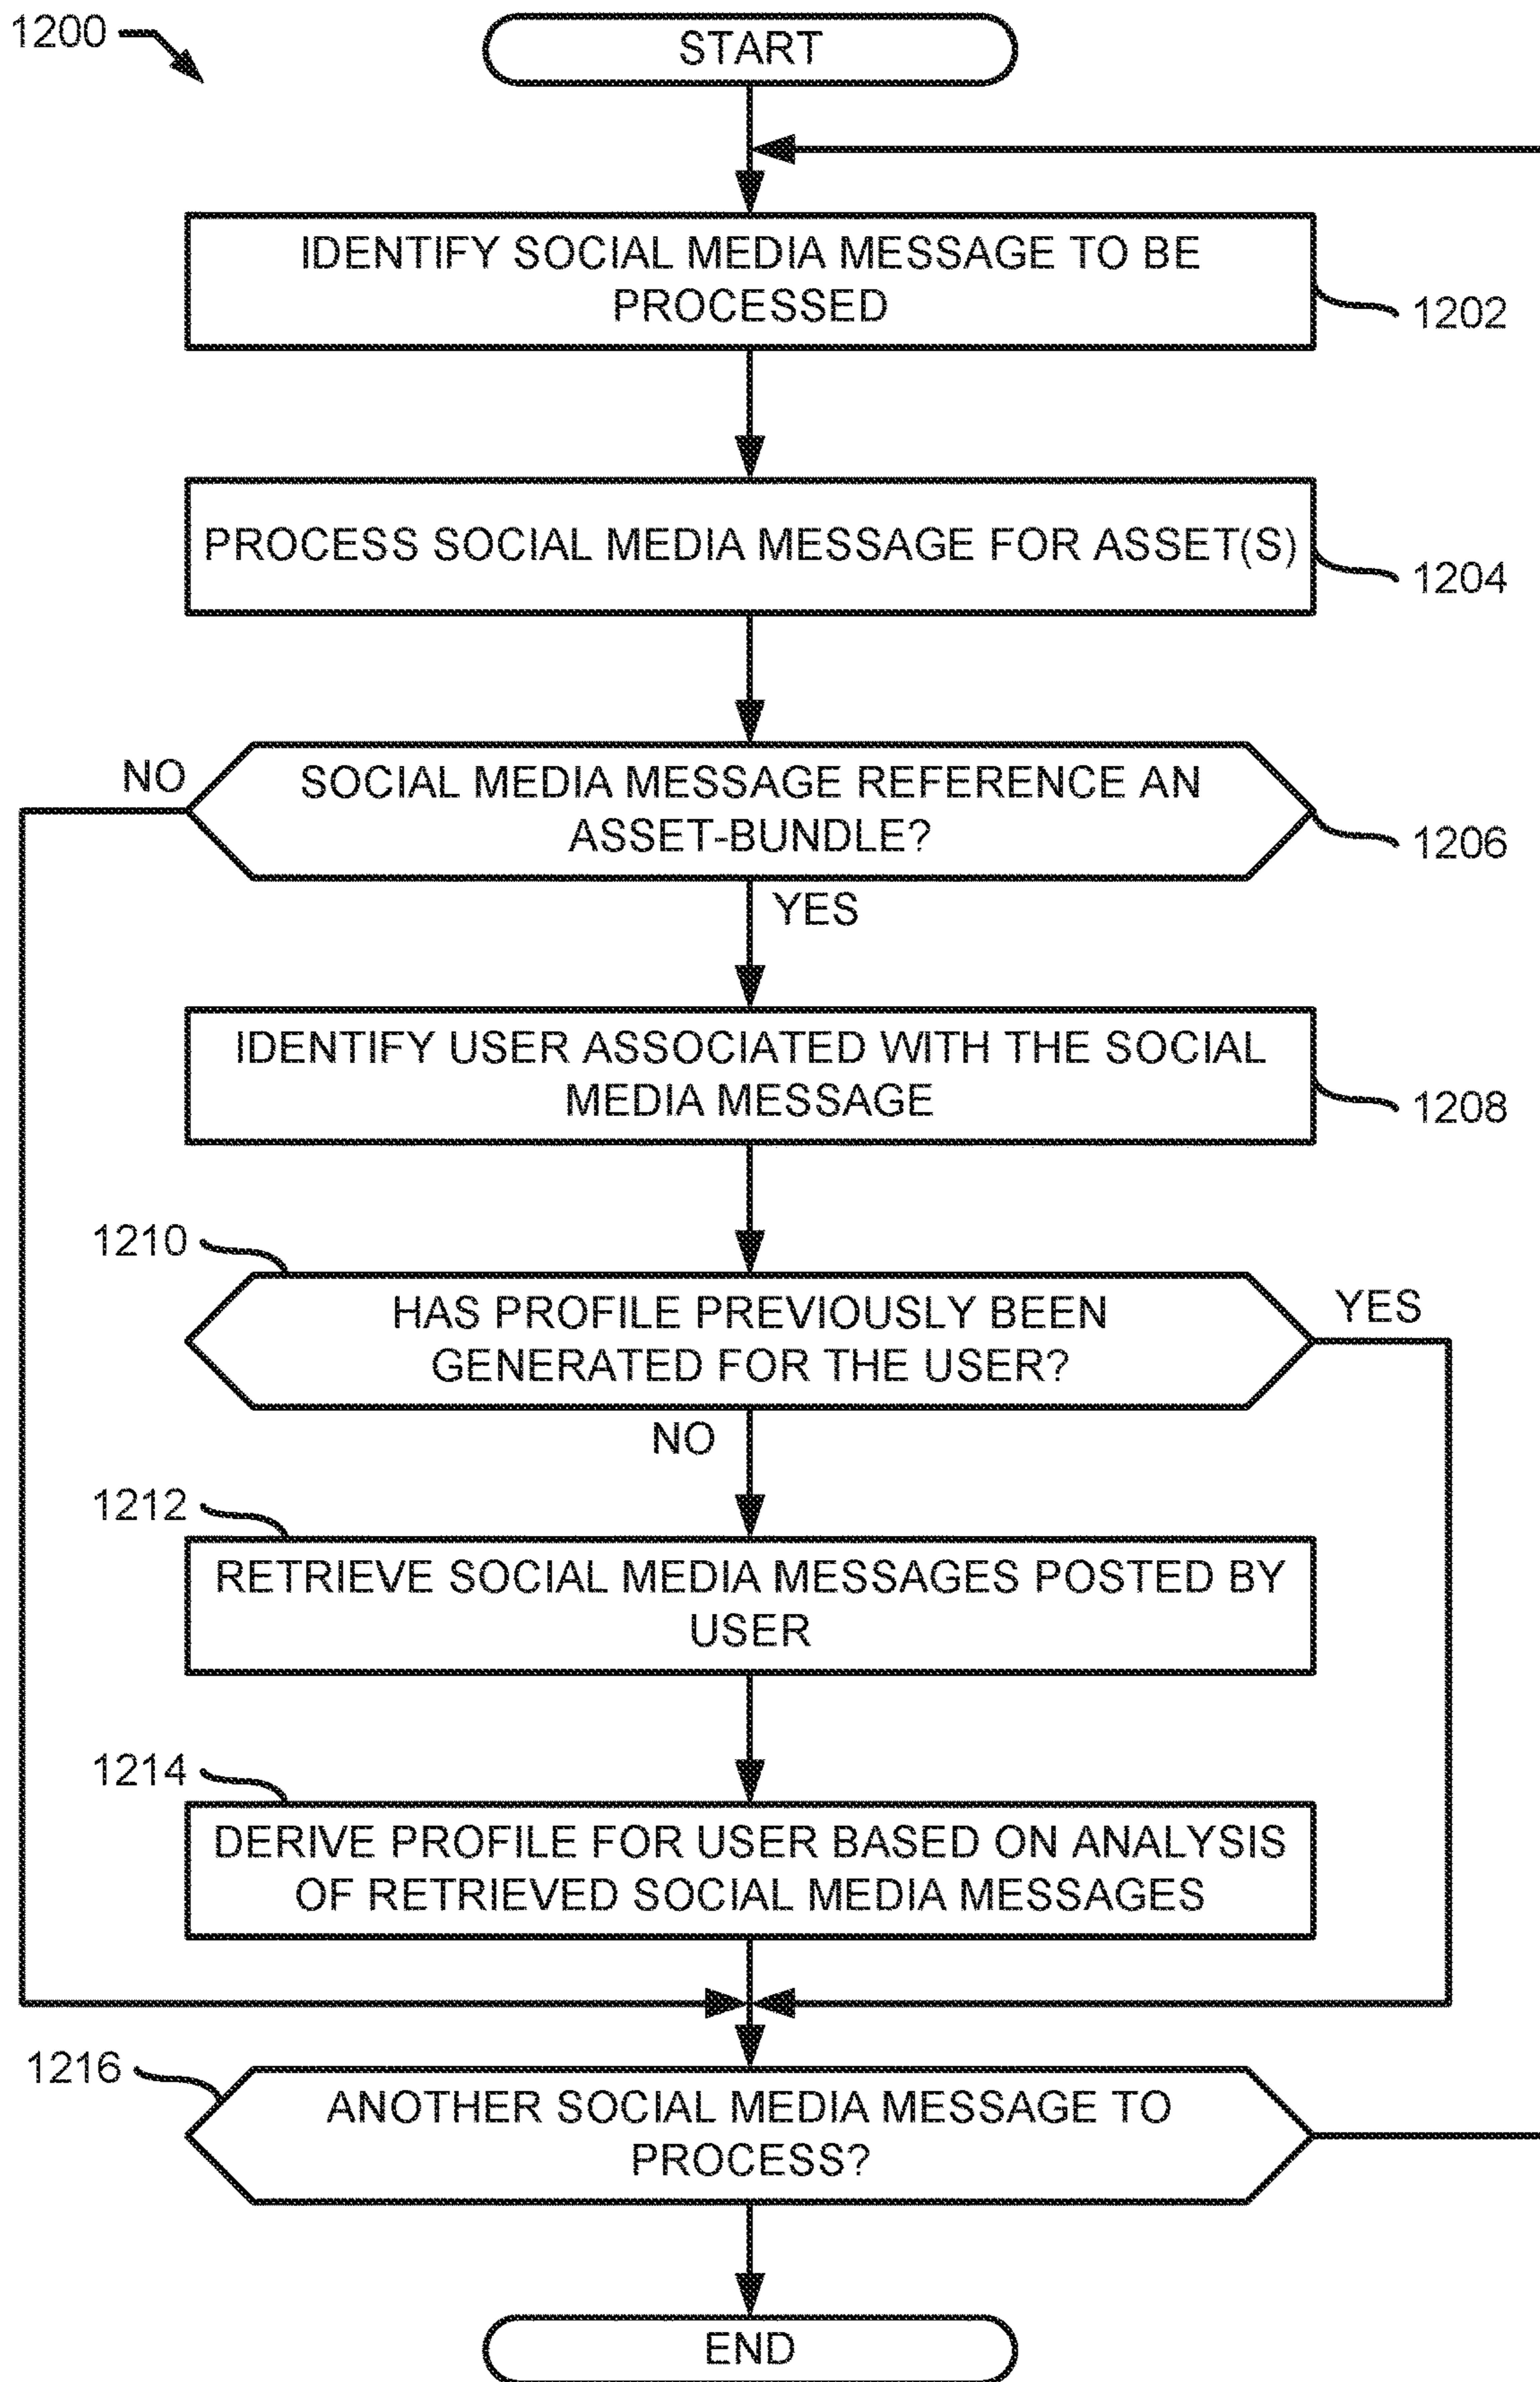 1200
START
IDENTIFY SOCIAL MEDIA MESSAGE TO BE
PROCESSED
1202
PROCESS SOCIAL MEDIA MESSAGE FOR ASSET(S)
1204
NO
SOCIAL MEDIA MESSAGE REFERENCE AN
ASSET-BUNDLE?
1206
YES
IDENTIFY USER ASSOCIATED WITH THE SOCIAL
MEDIA MESSAGE
1208
1210
HAS PROFILE PREVIOUSLY BEEN
GENERATED FOR THE USER?
YES
NO
1212
RETRIEVE SOCIAL MEDIA MESSAGES POSTED BY
USER
1214
DERIVE PROFILE FOR USER BASED ON ANALYSIS
OF RETRIEVED SOCIAL MEDIA MESSAGES
1216
ANOTHER SOCIAL MEDIA MESSAGE TO
PROCESS?
END